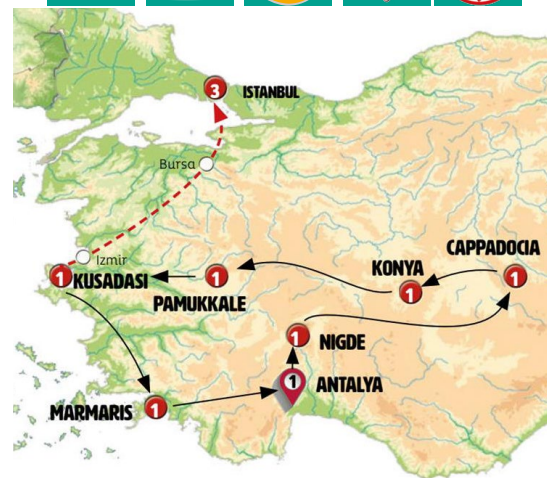 3 ISTANBUL
Bursa
Izmir
CAPPADOCIA
1
KONYA
1
1 KUSADASI
1
PAMUKKALE
1 NIGDE
1 ANTALYA
MARMARIS 1